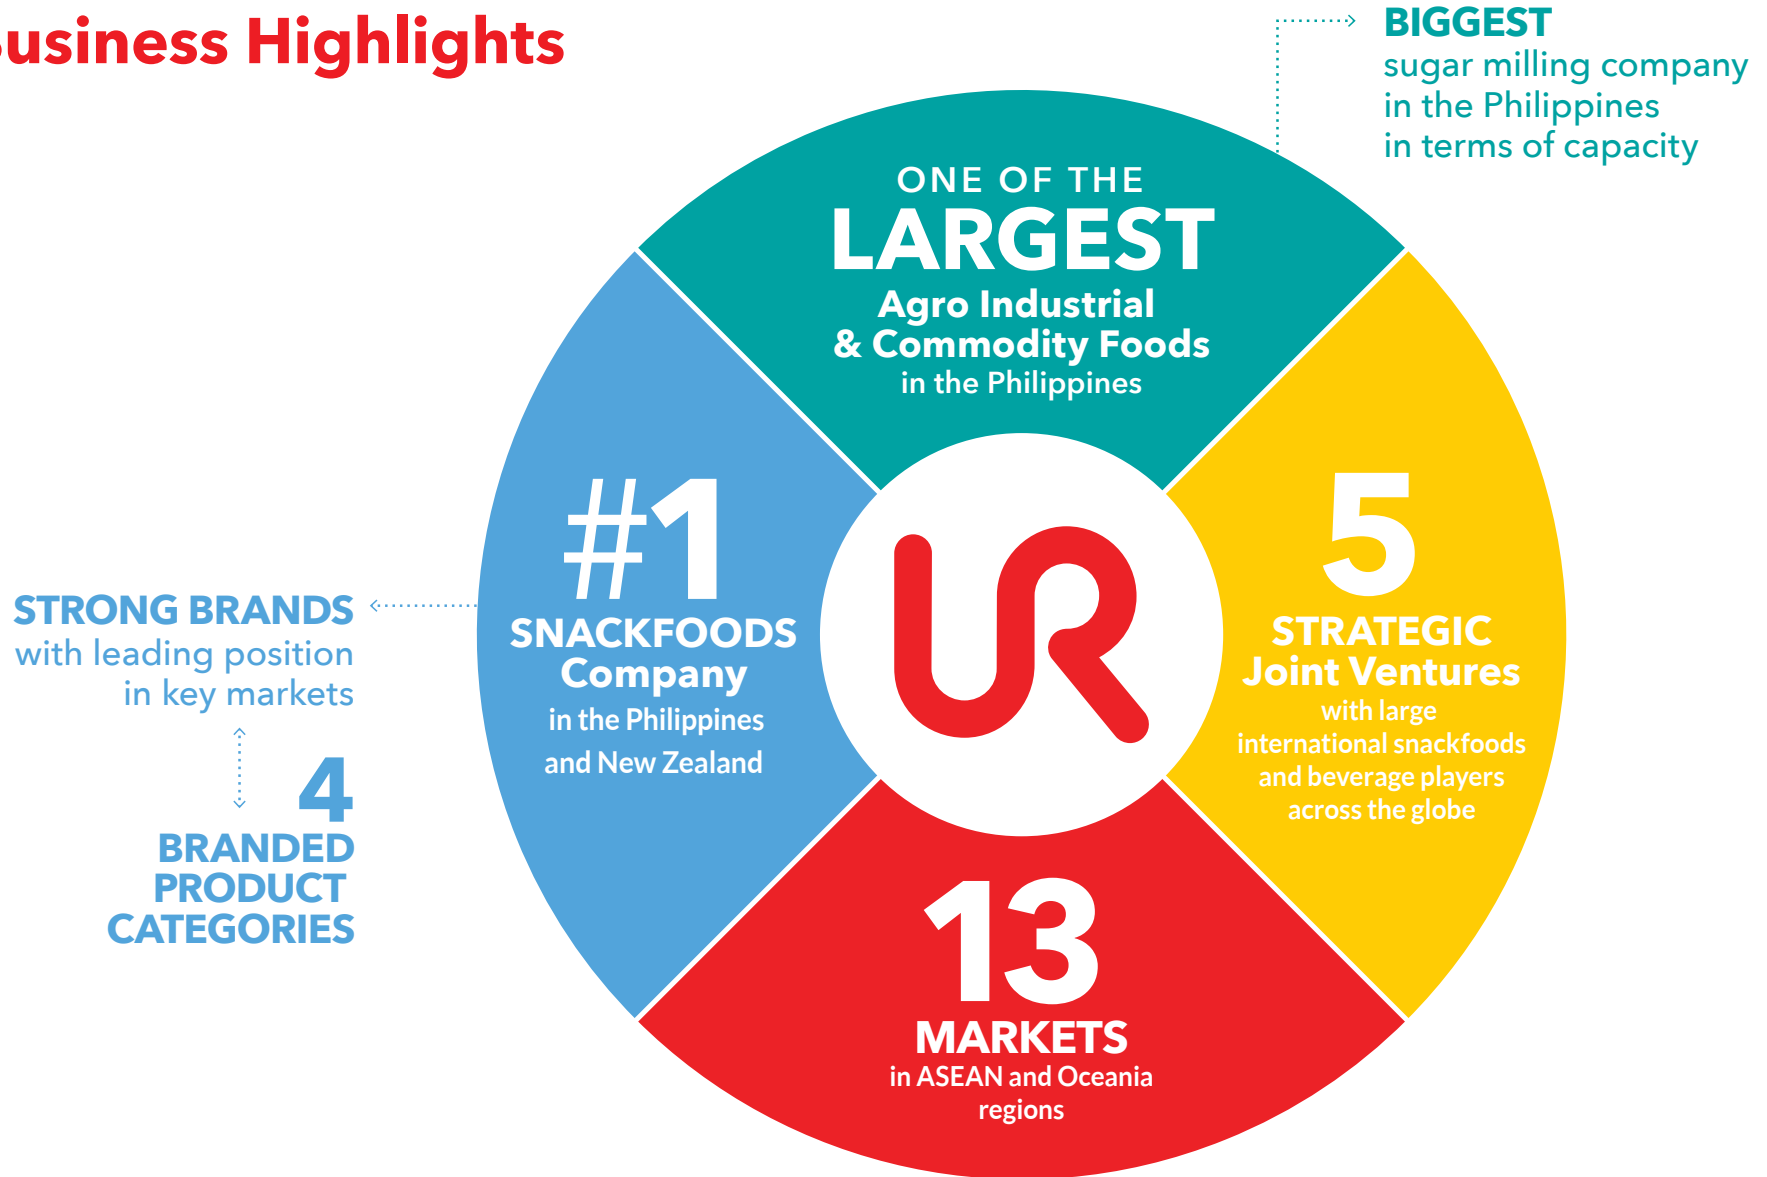 usiness Highlights
BIGGEST
sugar milling company
in the Philippines
in terms of capacity
ONE OF THE
LARGEST
Agro Industrial
& Commodity Foods
in the Philippines
#1
SNACKFOODS
Company
in the Philippines
and New Zealand
STRONG BRANDS
with leading position
in key markets
4
BRANDED
PRODUCT
CATEGORIES
UR
5
STRATEGIC
Joint Ventures
with large
international snackfoods
and beverage players
across the globe
13
MARKETS
in ASEAN and Oceania
regions